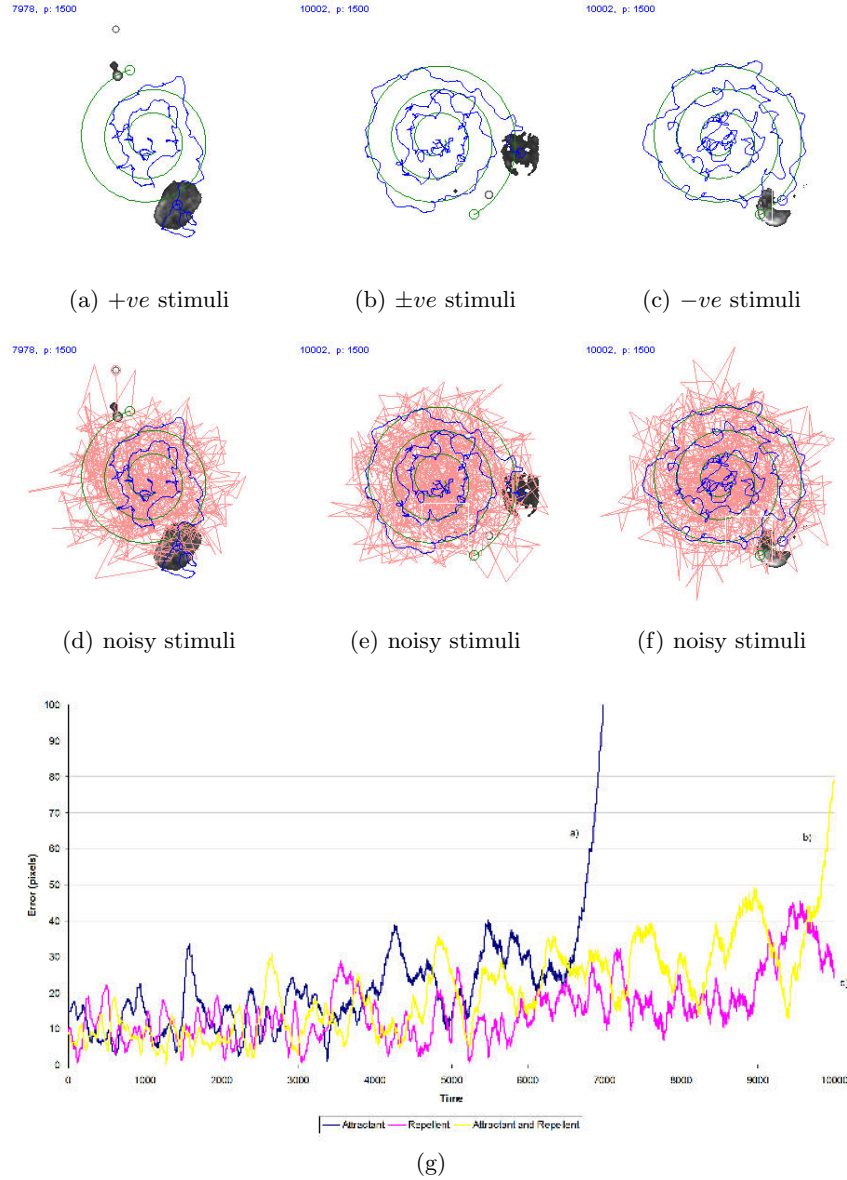 7978, p: 1500
10002, p: 1500
10002, p: 1500
(a) +ve stimuli
(b) ±ve stimuli
(c) −ve stimuli
7978, p: 1500
10002, p: 1500
10002, p: 1500
(d) noisy stimuli
(e) noisy stimuli
(f) noisy stimuli
100
90
80
70
60
50
40
30
20
10
0
Error (pixels)
a)
b)
c)
0 1000 2000 3000 4000 5000 6000 7000 8000 9000 10000
Time
Attractant Repellent Attractant and Repellent
(g)